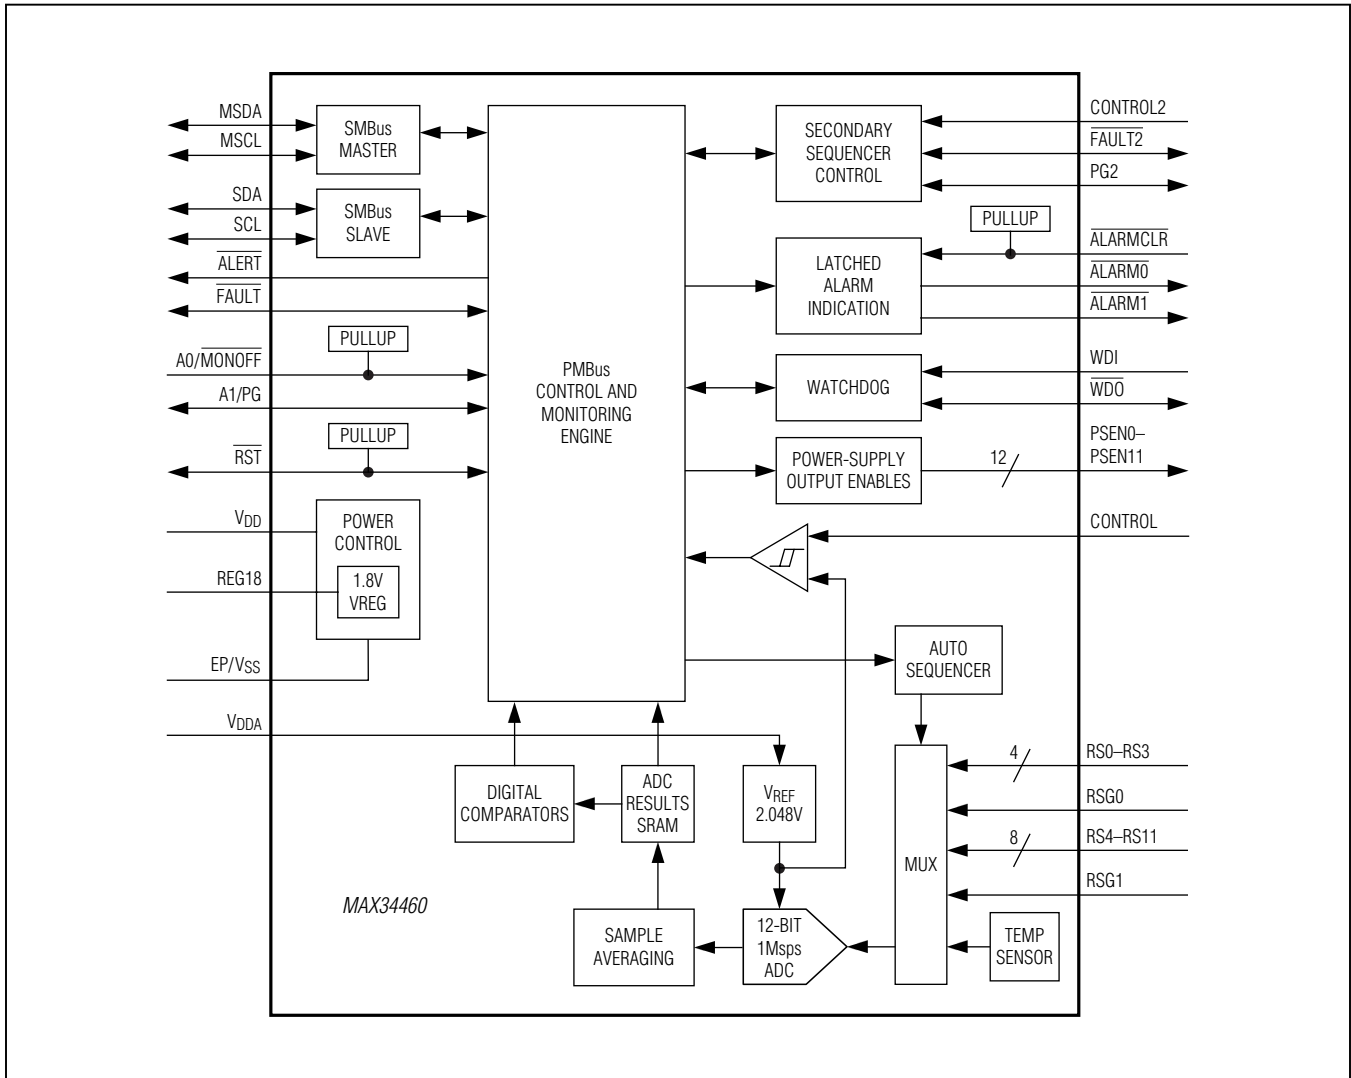 MSDA
MSCL
SMBus
MASTER
SDA
SCL
SMBus
SLAVE
ALERT
FAULT
PULLUP
A0/MONOFF
A1/PG
PULLUP
RST
VDD
POWER
CONTROL
REG18
1.8V
VREG
EP/VSS
VDDA
PMBus
CONTROL AND
MONITORING
ENGINE
SECONDARY
SEQUENCER
CONTROL
CONTROL2
FAULT2
PG2
PULLUP
LATCHED
ALARM
INDICATION
ALARMCLR
ALARM0
ALARM1
WATCHDOG
WDI
WDO
POWER-SUPPLY
OUTPUT ENABLES
12
PSEN0–
PSEN11
CONTROL
AUTO
SEQUENCER
DIGITAL
COMPARATORS
ADC
RESULTS
SRAM
VREF
2.048V
MUX
4
RS0–RS3
RSG0
8
RS4–RS11
RSG1
TEMP
SENSOR
MAX34460
SAMPLE
AVERAGING
12-BIT
1Msps
ADC